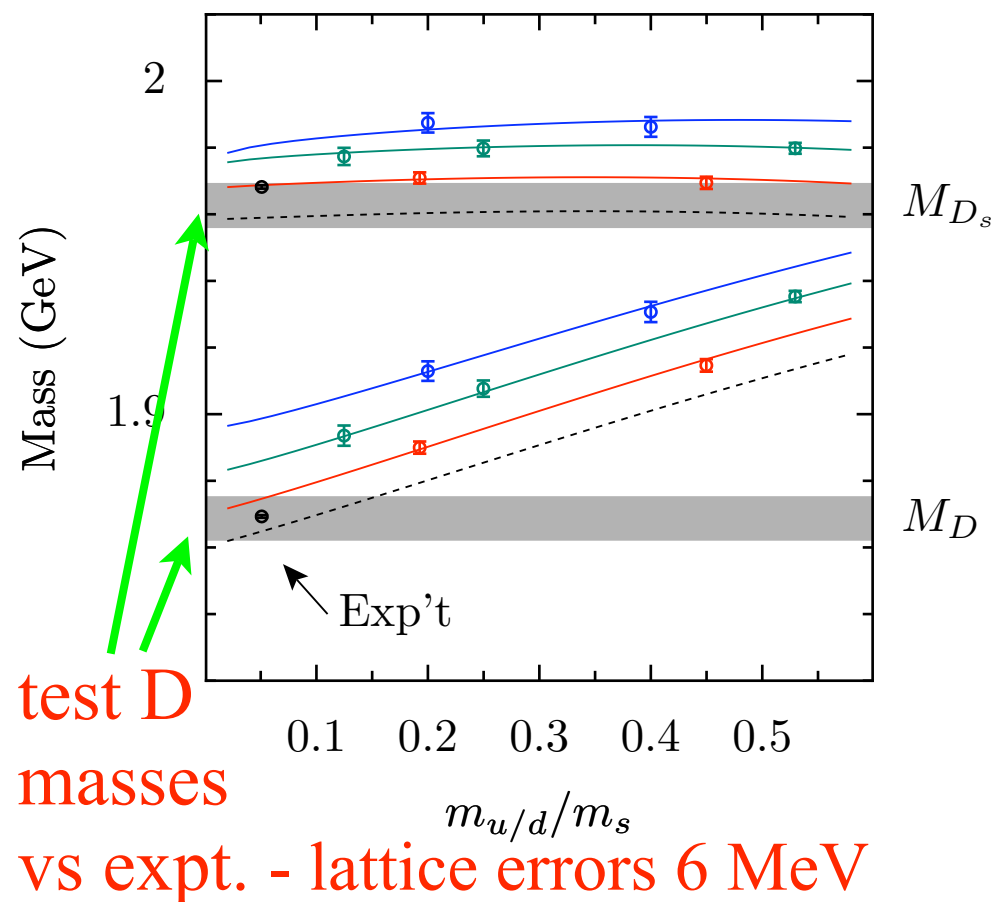 2
M_{D_s}
Mass (GeV)
1.9
M_D
Exp't
0.1 0.2 0.3 0.4 0.5
m_{u/d}/m_s
test D
masses
vs expt. - lattice errors 6 MeV